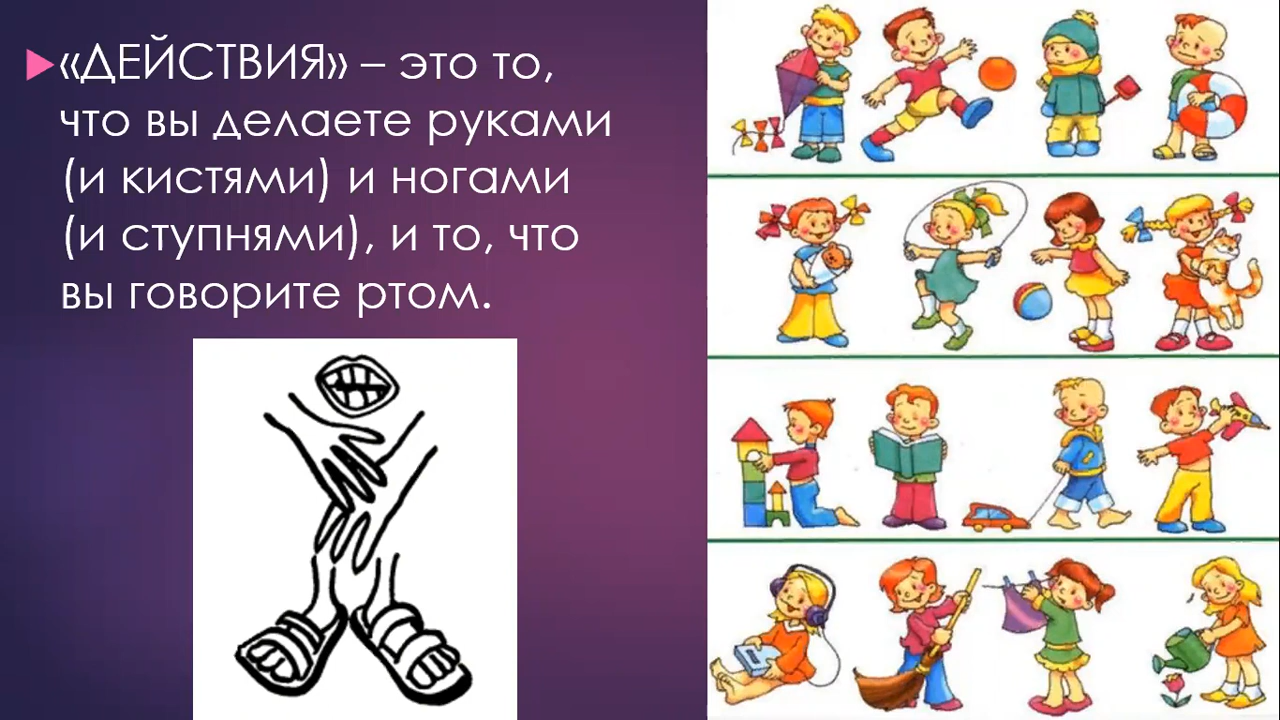 «ДЕЙСТВИЯ» – это то,
что вы делаете руками
(и кистями) и ногами
(и ступнями), и то, что
вы говорите ртом.